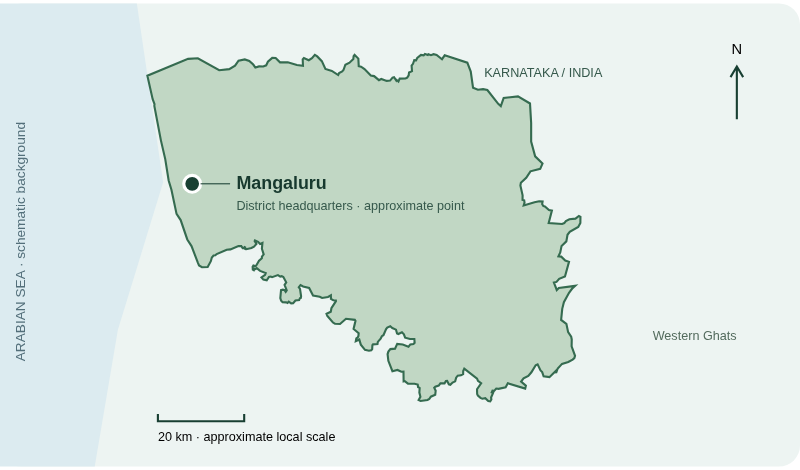 N
KARNATAKA / INDIA
Mangaluru
District headquarters · approximate point
ARABIAN SEA · schematic background
Western Ghats
20 km · approximate local scale